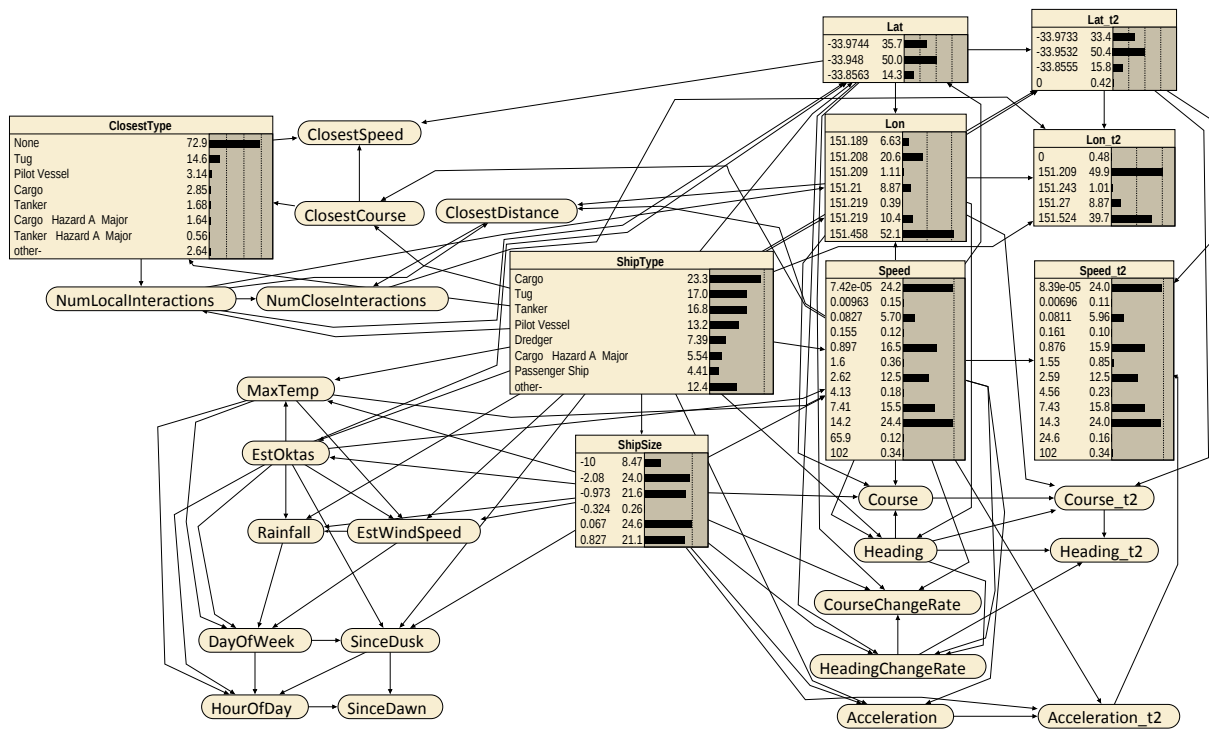 Lat
-33.9744 35.7
-33.948 50.0
-33.8563 14.3
Lat_t2
-33.9733 33.4
-33.9532 50.4
-33.8555 15.8
0 0.42
ClosestType
None 72.9
Tug 14.6
Pilot Vessel 3.14
Cargo 2.85
Tanker 1.68
Cargo Hazard A Major 1.64
Tanker Hazard A Major 0.56
other- 2.64
ClosestSpeed
Lon
151.189 6.63
151.208 20.6
151.209 1.11
151.21 8.87
151.219 0.39
151.219 10.4
151.458 52.1
Lon_t2
0 0.48
151.209 49.9
151.243 1.01
151.27 8.87
151.524 39.7
ClosestCourse
ClosestDistance
NumLocalInteractions
NumCloseInteractions
ShipType
Cargo 23.3
Tug 17.0
Tanker 16.8
Pilot Vessel 13.2
Dredger 7.39
Cargo Hazard A Major 5.54
Passenger Ship 4.41
other- 12.4
Speed
7.42e-05 24.2
0.00963 0.15
0.0827 5.70
0.155 0.12
0.897 16.5
1.6 0.36
2.62 12.5
4.13 0.18
7.41 15.5
14.2 24.4
65.9 0.12
102 0.34
Speed_t2
8.39e-05 24.0
0.00696 0.11
0.0811 5.96
0.161 0.10
0.876 15.9
1.55 0.85
2.59 12.5
4.56 0.23
7.43 15.8
14.3 24.0
24.6 0.16
102 0.34
MaxTemp
EstOktas
ShipSize
-10 8.47
-2.08 24.0
-0.973 21.6
-0.324 0.26
0.067 24.6
0.827 21.1
Rainfall
EstWindSpeed
Course
Course_t2
Heading
Heading_t2
CourseChangeRate
DayOfWeek
SinceDusk
HeadingChangeRate
HourOfDay
SinceDawn
Acceleration
Acceleration_t2